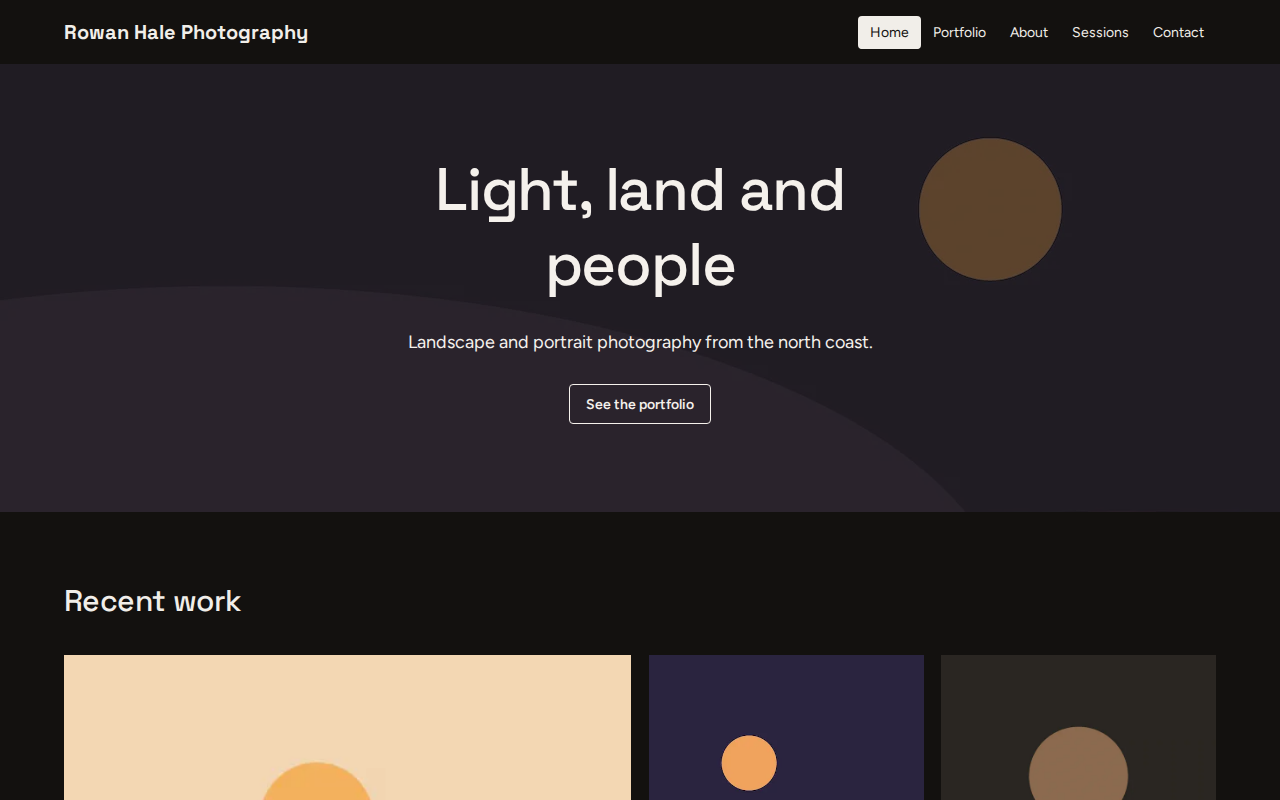 Rowan Hale Photography
Home Portfolio About Sessions Contact
Light, land and
people
Landscape and portrait photography from the north coast.
See the portfolio
Recent work